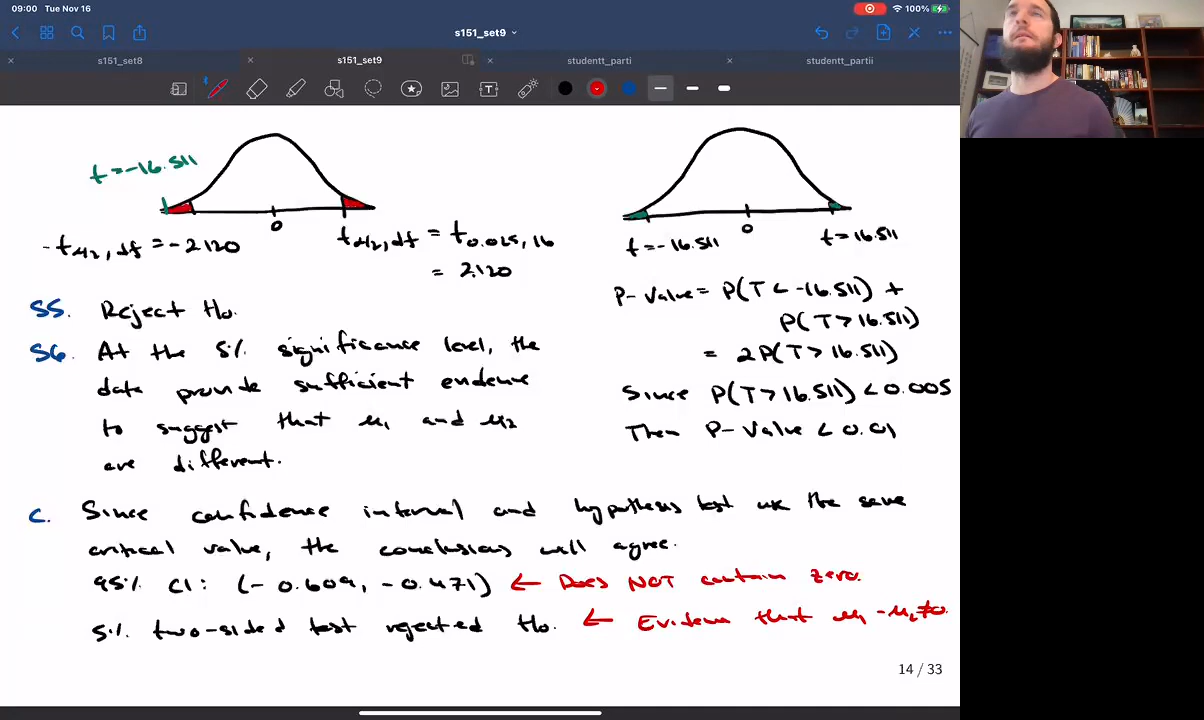 09:00 Tue Nov 16
100%
s151_set9
s151_set8
s151_set9
studentt_parti
studentt_partii
T
t = -16.511
0
-tα/2, df = -2.120
tα/2, df = t0.025, 16
= 2.120
t = -16.511
0
t = 16.511
P-Value = P(T < -16.511) +
P(T > 16.511)
= 2P(T > 16.511)
Since P(T > 16.511) < 0.005
Then P-Value < 0.01
S5. Reject Ho.
S6. At the 5% significance level, the
data provide sufficient evidence
to suggest that μ1 and μ2
are different.
C. Since confidence interval and hypothesis test use the same
critical value, the conclusions will agree.
95% CI: (-0.609, -0.471) ← Does NOT contain zero.
5% two-sided test rejected Ho. ← Evidence that μ1 - μ2 ≠ 0.
14 / 33